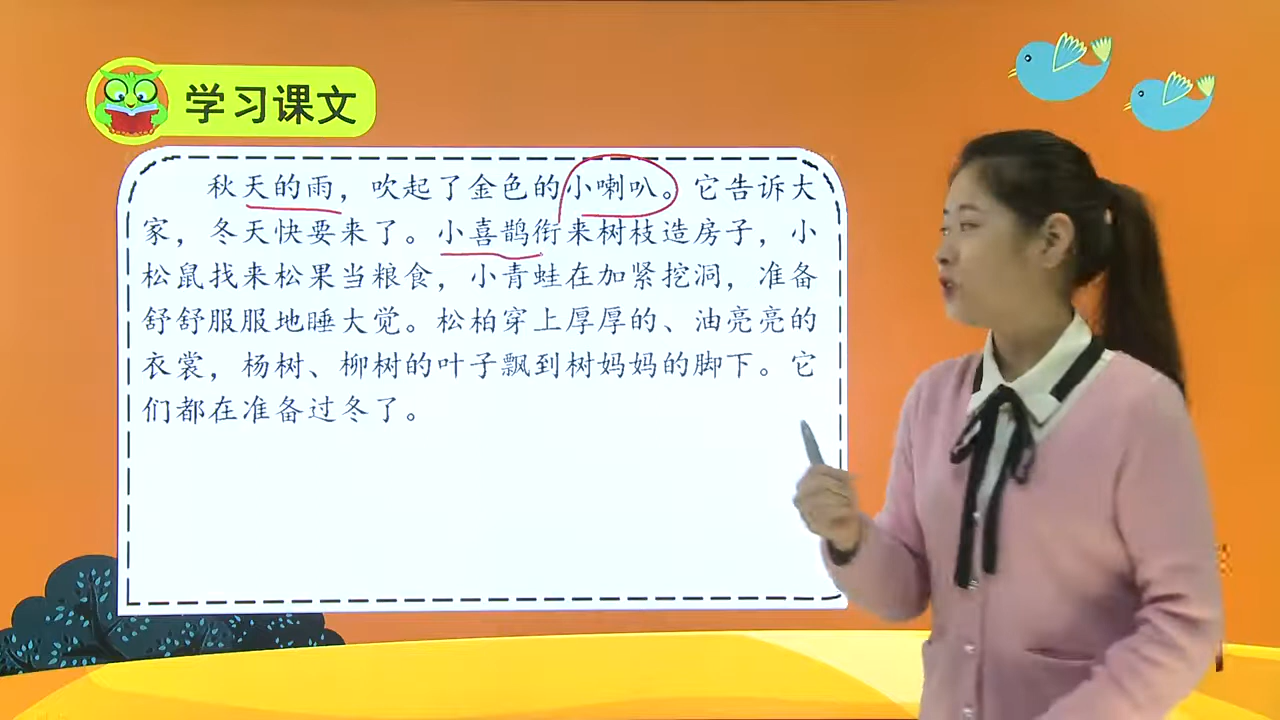 学习课文
秋天的雨，吹起了金色的小喇叭。它告诉大
家，冬天快要来了。小喜鹊衔来树枝造房子，小
松鼠找来松果当粮食，小青蛙在加紧挖洞，准备
舒舒服服地睡大觉。松柏穿上厚厚的、油亮亮的
衣裳，杨树、柳树的叶子飘到树妈妈的脚下。它
们都在准备过冬了。